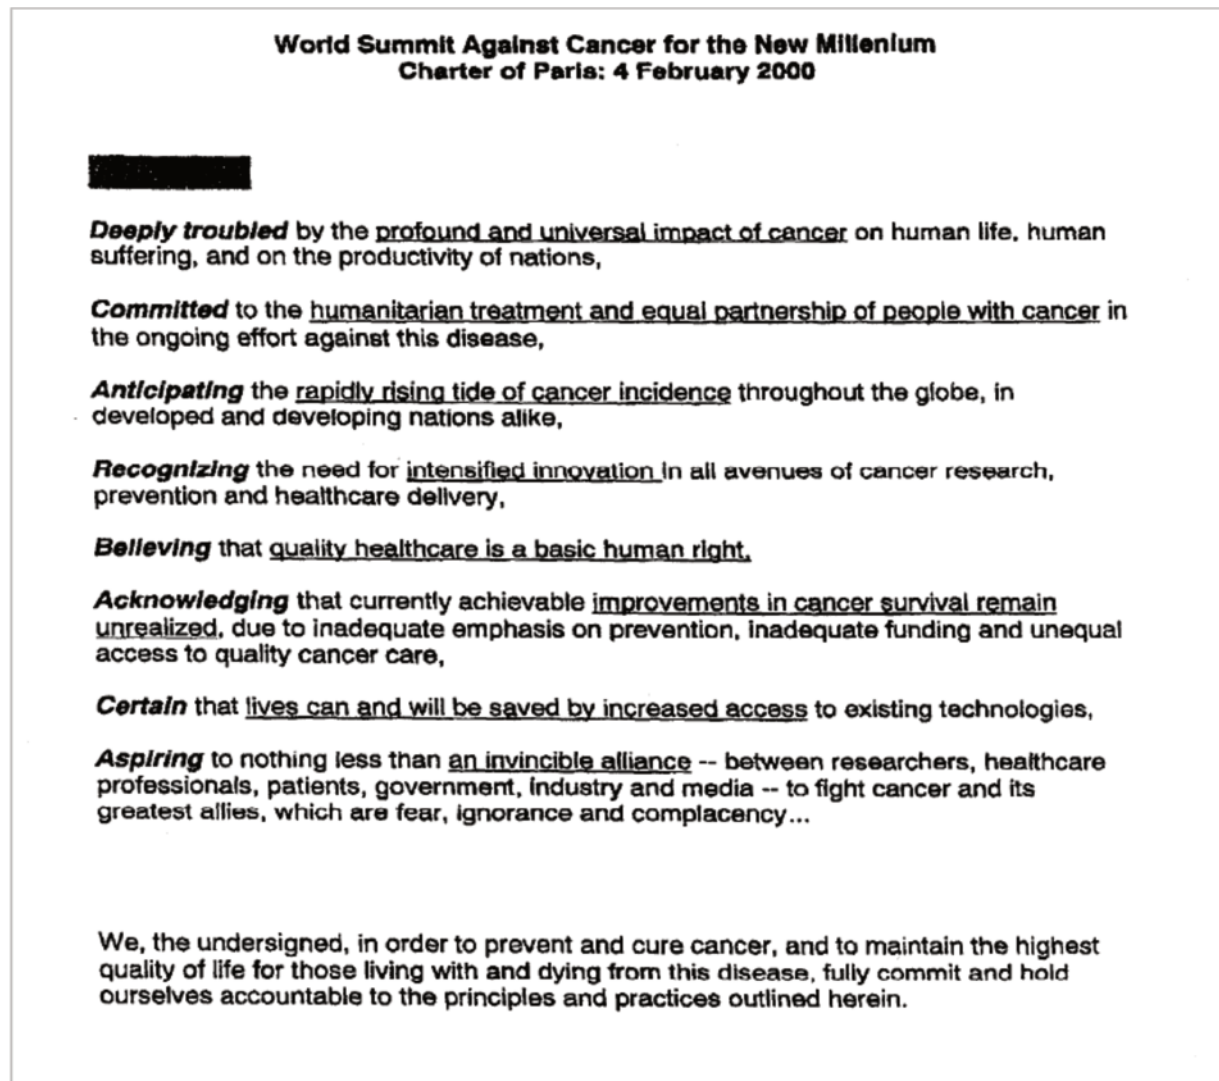 World Summit Against Cancer for the New Millenium
Charter of Paris: 4 February 2000
Deeply troubled by the profound and universal impact of cancer on human life, human
suffering, and on the productivity of nations,
Committed to the humanitarian treatment and equal partnership of people with cancer in
the ongoing effort against this disease,
Anticipating the rapidly rising tide of cancer incidence throughout the globe, in
developed and developing nations alike,
Recognizing the need for intensified innovation in all avenues of cancer research,
prevention and healthcare delivery,
Believing that quality healthcare is a basic human right,
Acknowledging that currently achievable improvements in cancer survival remain
unrealized, due to inadequate emphasis on prevention, inadequate funding and unequal
access to quality cancer care,
Certain that lives can and will be saved by increased access to existing technologies,
Aspiring to nothing less than an invincible alliance -- between researchers, healthcare
professionals, patients, government, industry and media -- to fight cancer and its
greatest allies, which are fear, ignorance and complacency...
We, the undersigned, in order to prevent and cure cancer, and to maintain the highest
quality of life for those living with and dying from this disease, fully commit and hold
ourselves accountable to the principles and practices outlined herein.